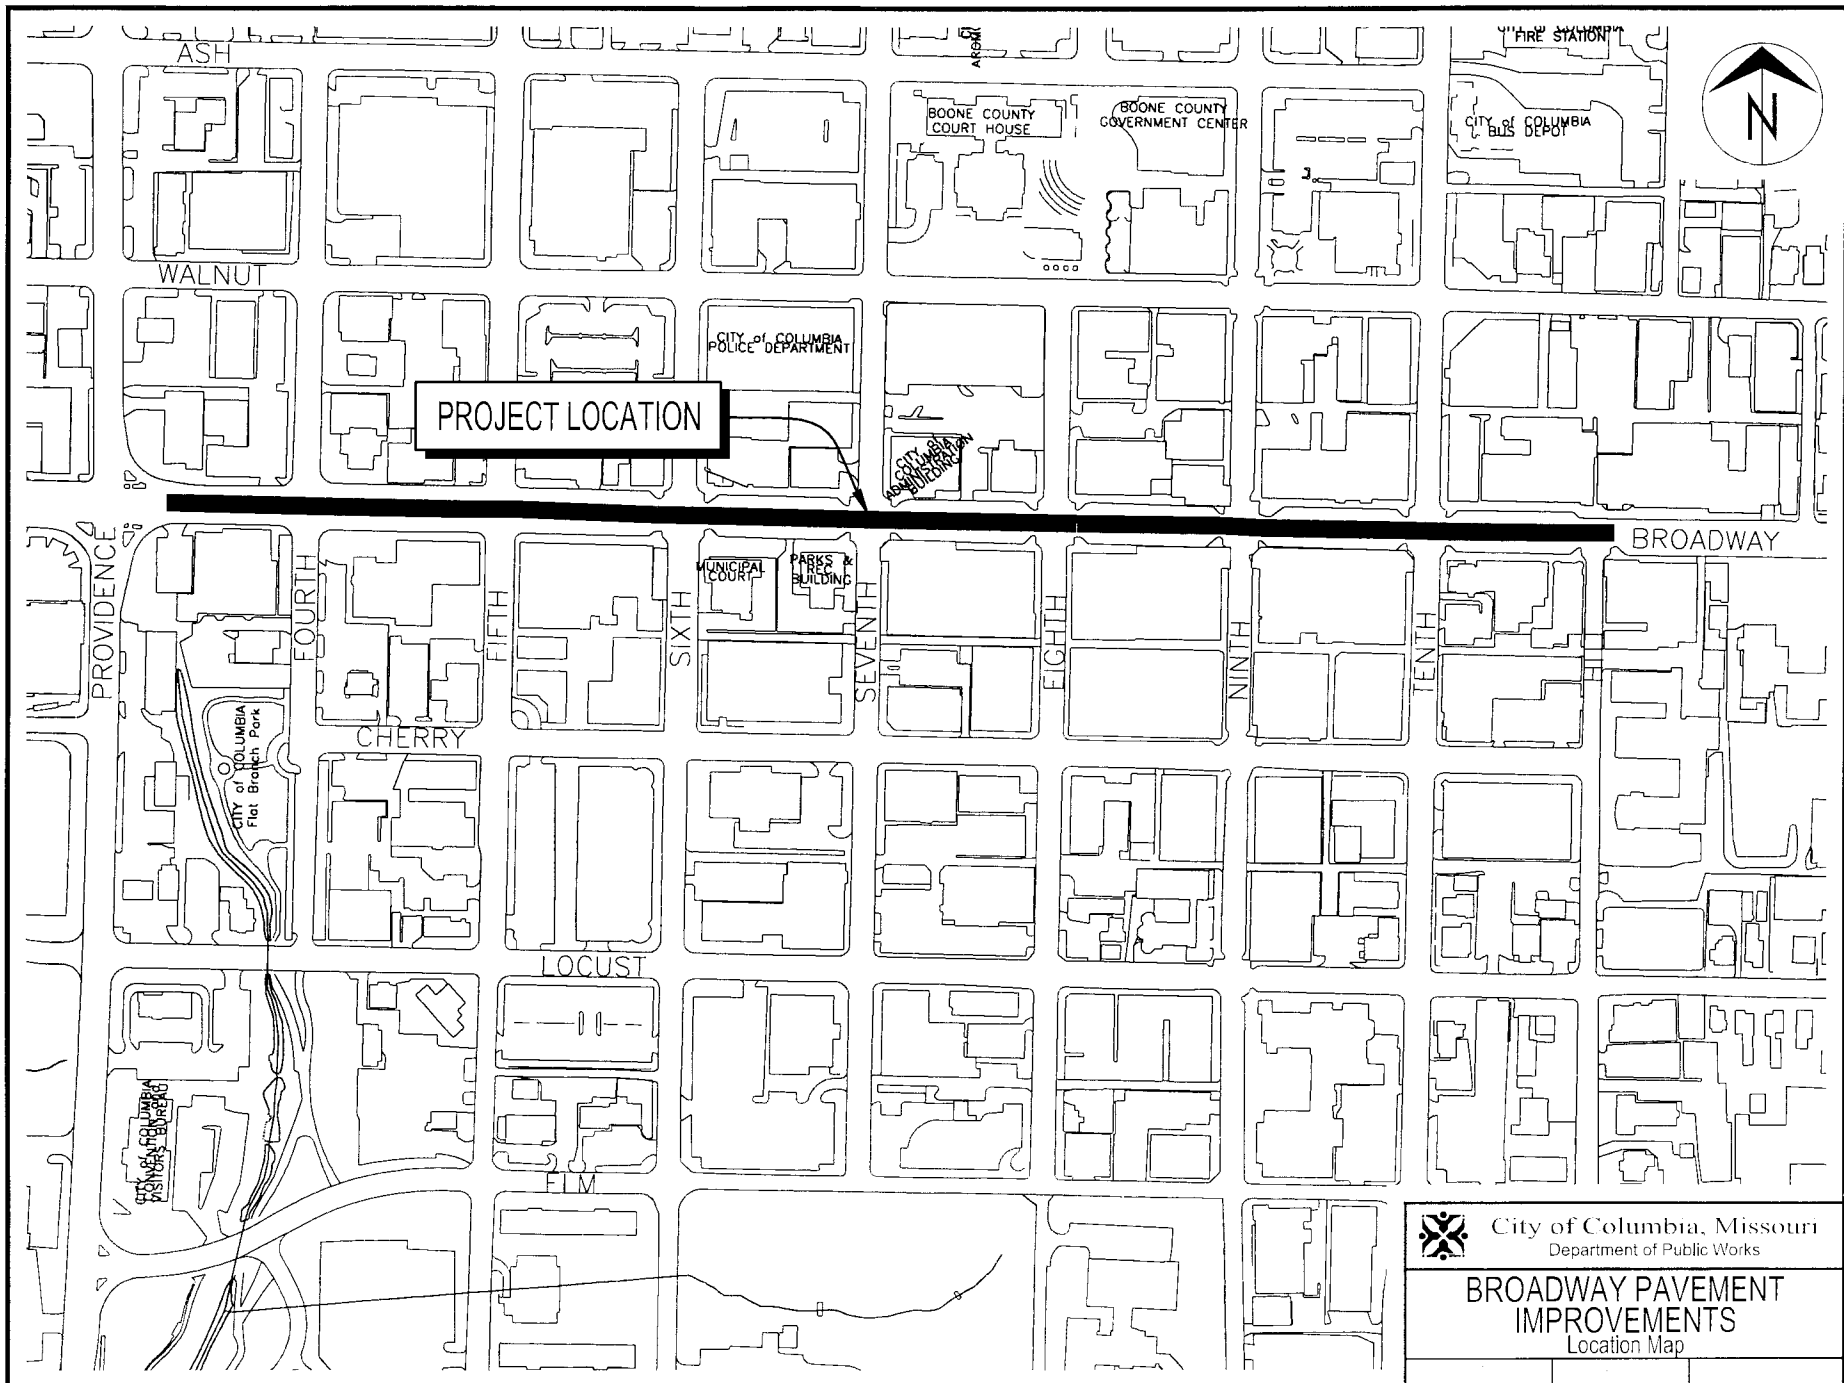 ASH
CITY of COLUMBIA
FIRE STATION
N
BOONE COUNTY
COURT HOUSE
BOONE COUNTY
GOVERNMENT CENTER
CITY of COLUMBIA
BUS DEPOT
WALNUT
CITY of COLUMBIA
POLICE DEPARTMENT
PROJECT LOCATION
CITY of
COLUMBIA
ADMINISTRATION
BUILDING
BROADWAY
PROVIDENCE
FOURTH
FIFTH
SIXTH
MUNICIPAL
COURT
PARKS &
REC
BUILDING
SEVENTH
EIGHTH
NINTH
TENTH
CITY of COLUMBIA
Flat Branch Park
CHERRY
LOCUST
CITY of COLUMBIA
CONVENTION and
VISITORS BUREAU
ELM
City of Columbia, Missouri
Department of Public Works
BROADWAY PAVEMENT
IMPROVEMENTS
Location Map